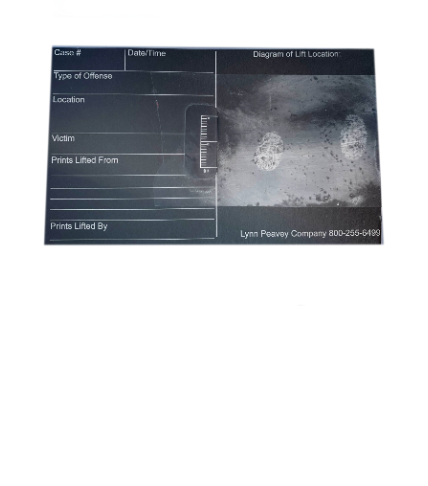 Case #
Date/Time
Diagram of Lift Location:
Type of Offense
Location
Victim
Prints Lifted From
Prints Lifted By
Lynn Peavey Company 800-255-6499